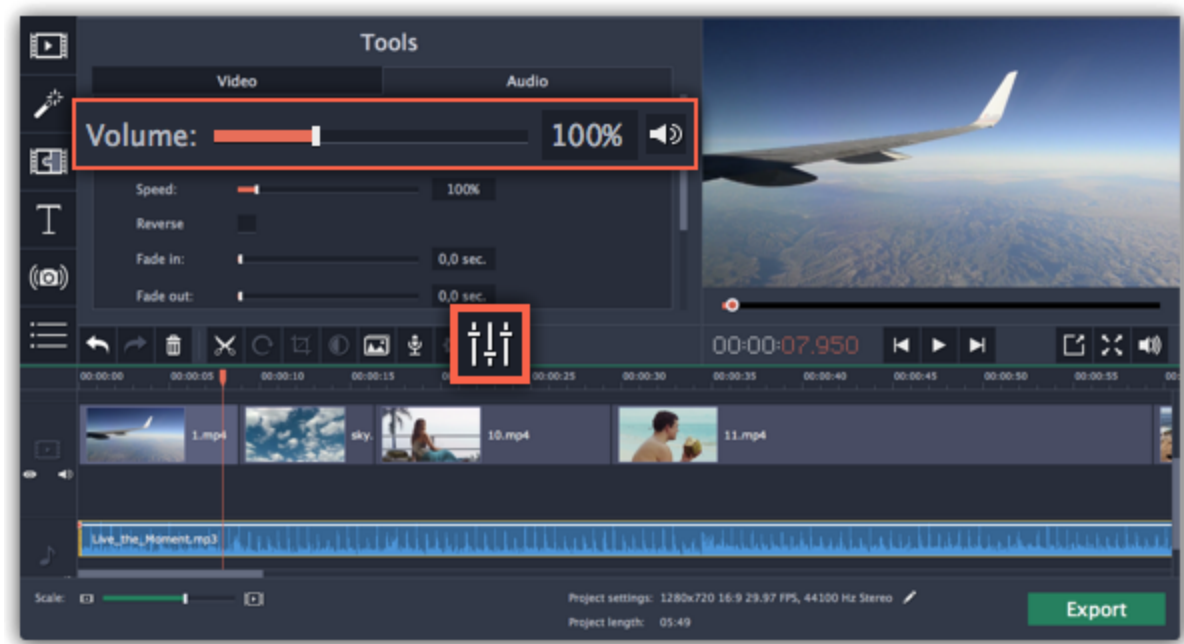 Tools
Video Audio
Volume: 100%
Speed: 100%
Reverse
Fade in: 0,0 sec.
Fade out: 0,0 sec.
T
00:00:07.950
00:00:00 00:00:05 00:00:10 00:00:15 00:00:25 00:00:30 00:00:35 00:00:40 00:00:45 00:00:50 00:00:55 00:
1.mp4 sky. 10.mp4 11.mp4
Live_the_Moment.mp3
Scale: Project settings: 1280x720 16:9 29.97 FPS, 44100 Hz Stereo
Project length: 05:49
Export